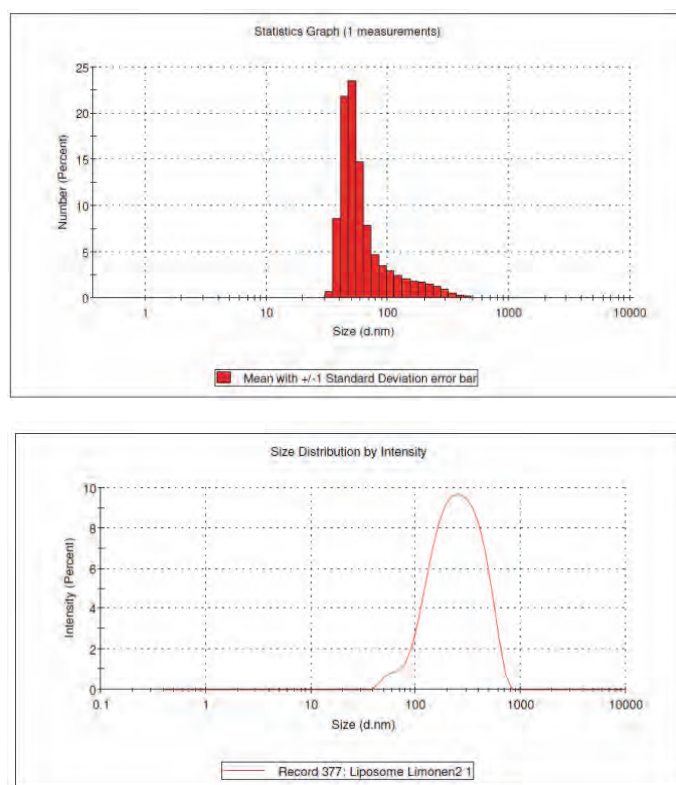 Statistics Graph (1 measurements)
25
20
15
10
5
0
Number (Percent)
1 10 100 1000 10000
Size (d.nm)
Mean with +/-1 Standard Deviation error bar
Size Distribution by Intensity
10
8
6
4
2
0
Intensity (Percent)
0.1 1 10 100 1000 10000
Size (d.nm)
Record 377: Liposome Limonen2 1